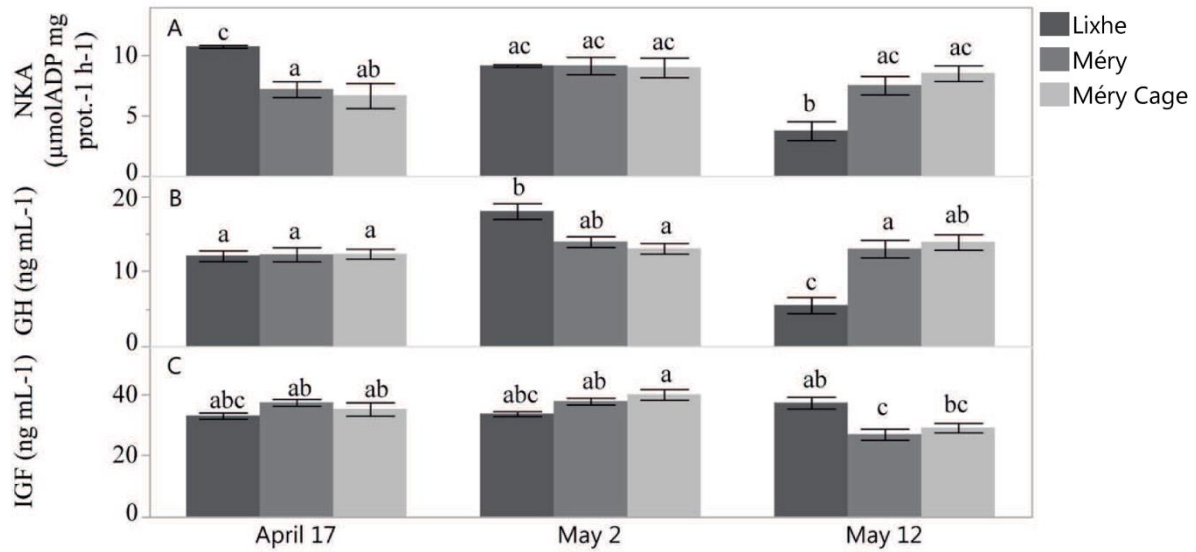 A
NKA
(µmolADP mg
prot.-1 h-1)
10
5
0
c
a
ab
ac
ac
ac
b
ac
ac
Lixhe
Méry
Méry Cage
B
GH (ng mL-1)
20
10
0
a
a
a
b
ab
a
c
a
ab
C
IGF (ng mL-1)
40
20
0
abc
ab
ab
abc
ab
a
ab
c
bc
April 17
May 2
May 12